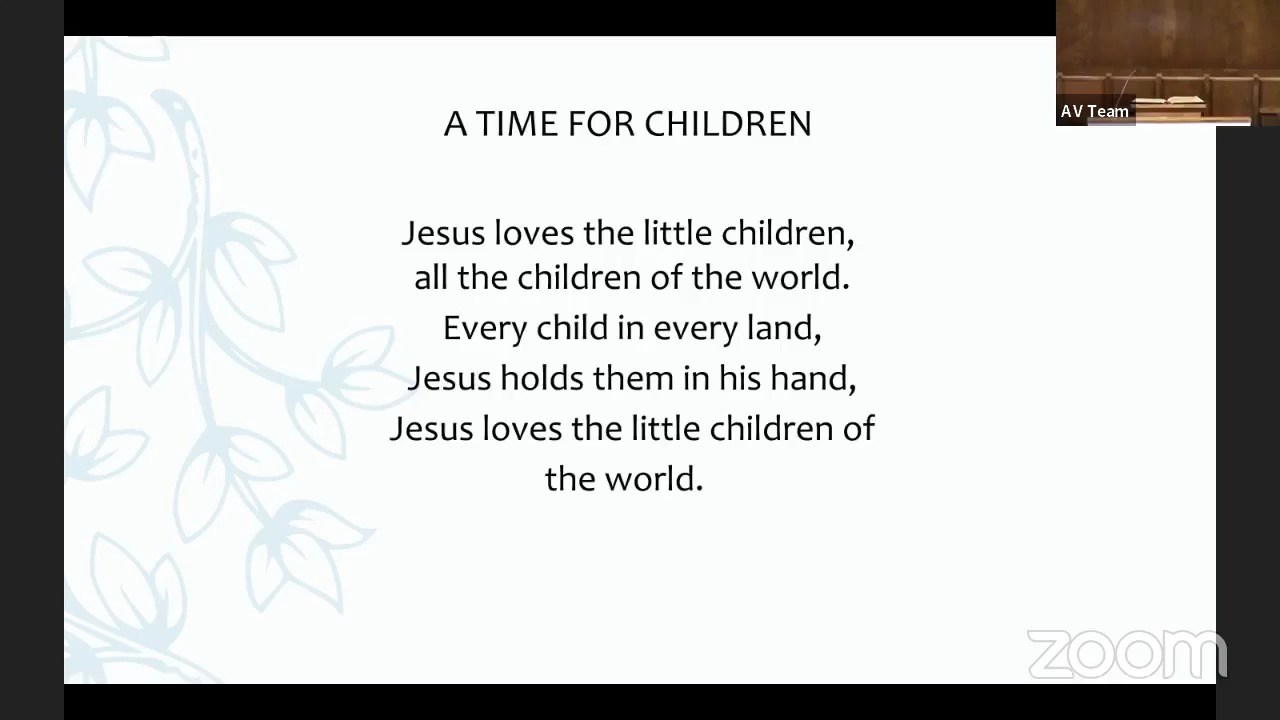 A TIME FOR CHILDREN
Jesus loves the little children,
all the children of the world.
Every child in every land,
Jesus holds them in his hand,
Jesus loves the little children of
the world.
AV Team
zoom